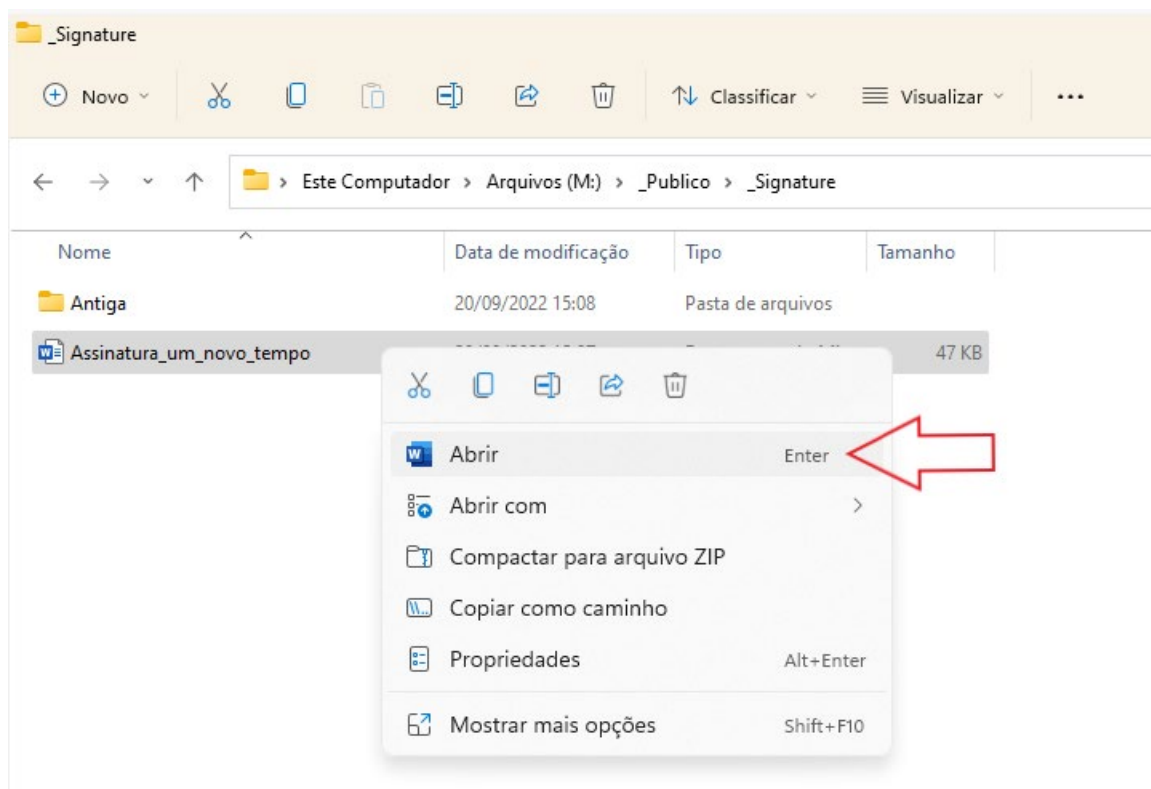 _Signature
Novo Classificar Visualizar ...
Este Computador > Arquivos (M:) > _Publico > _Signature
Nome Data de modificação Tipo Tamanho
Antiga 20/09/2022 15:08 Pasta de arquivos
Assinatura_um_novo_tempo 47 KB
Abrir Enter
Abrir com
Compactar para arquivo ZIP
Copiar como caminho
Propriedades Alt+Enter
Mostrar mais opções Shift+F10